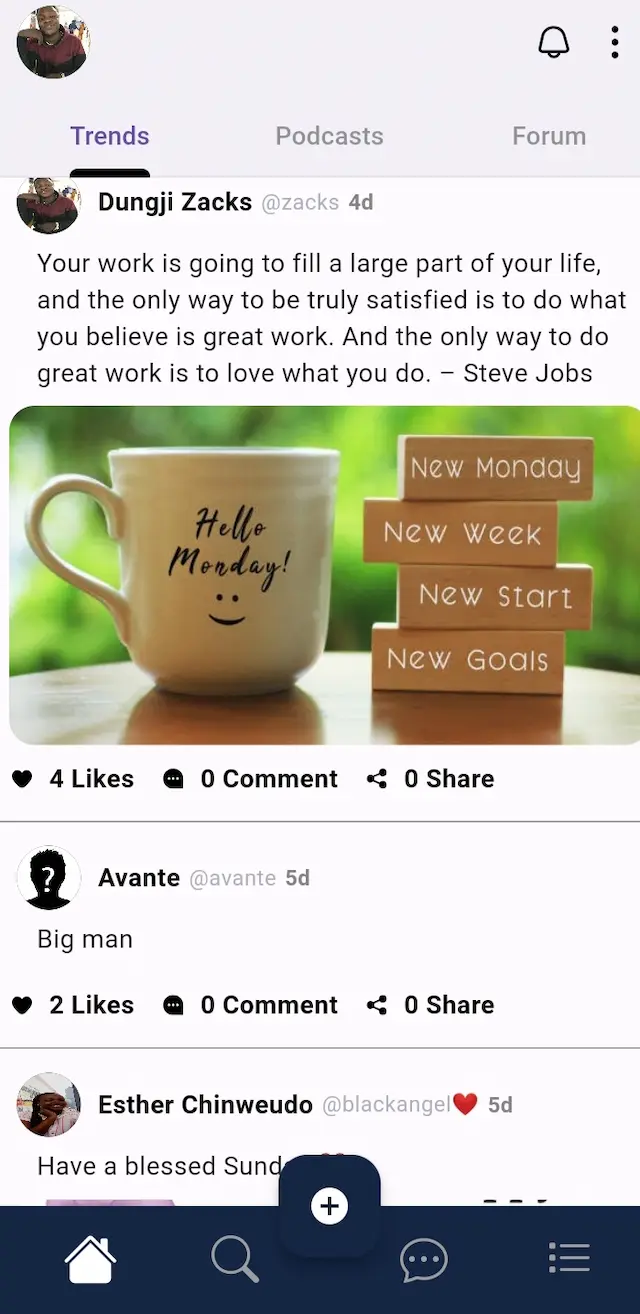 Trends Podcasts Forum
Dungji Zacks @zacks 4d
Your work is going to fill a large part of your life,
and the only way to be truly satisfied is to do what
you believe is great work. And the only way to do
great work is to love what you do. – Steve Jobs
Hello
Monday!
New Monday
New Week
New Start
New Goals
4 Likes 0 Comment 0 Share
Avante @avante 5d
?
Big man
2 Likes 0 Comment 0 Share
Esther Chinweudo @blackangel❤️ 5d
Have a blessed